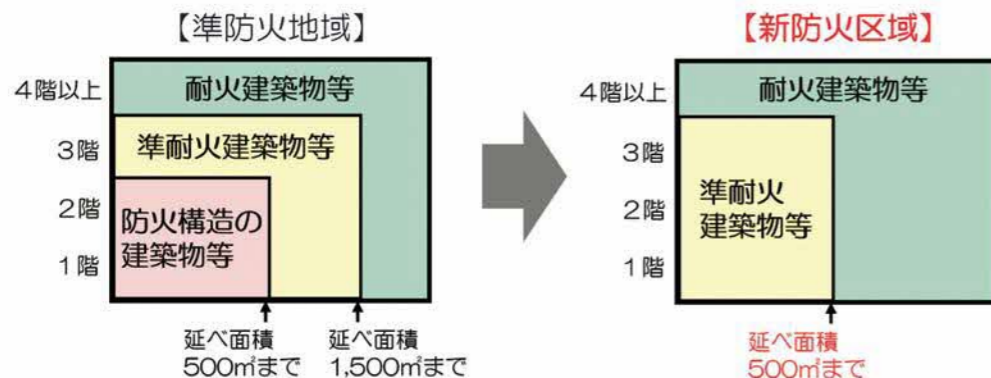 【準防火地域】
4階以上
3階
2階
1階
耐火建築物等
準耐火建築物等
防火構造の
建築物等
延べ面積
500㎡まで
延べ面積
1,500㎡まで
【新防火区域】
4階以上
3階
2階
1階
耐火建築物等
準耐火
建築物等
延べ面積
500㎡まで